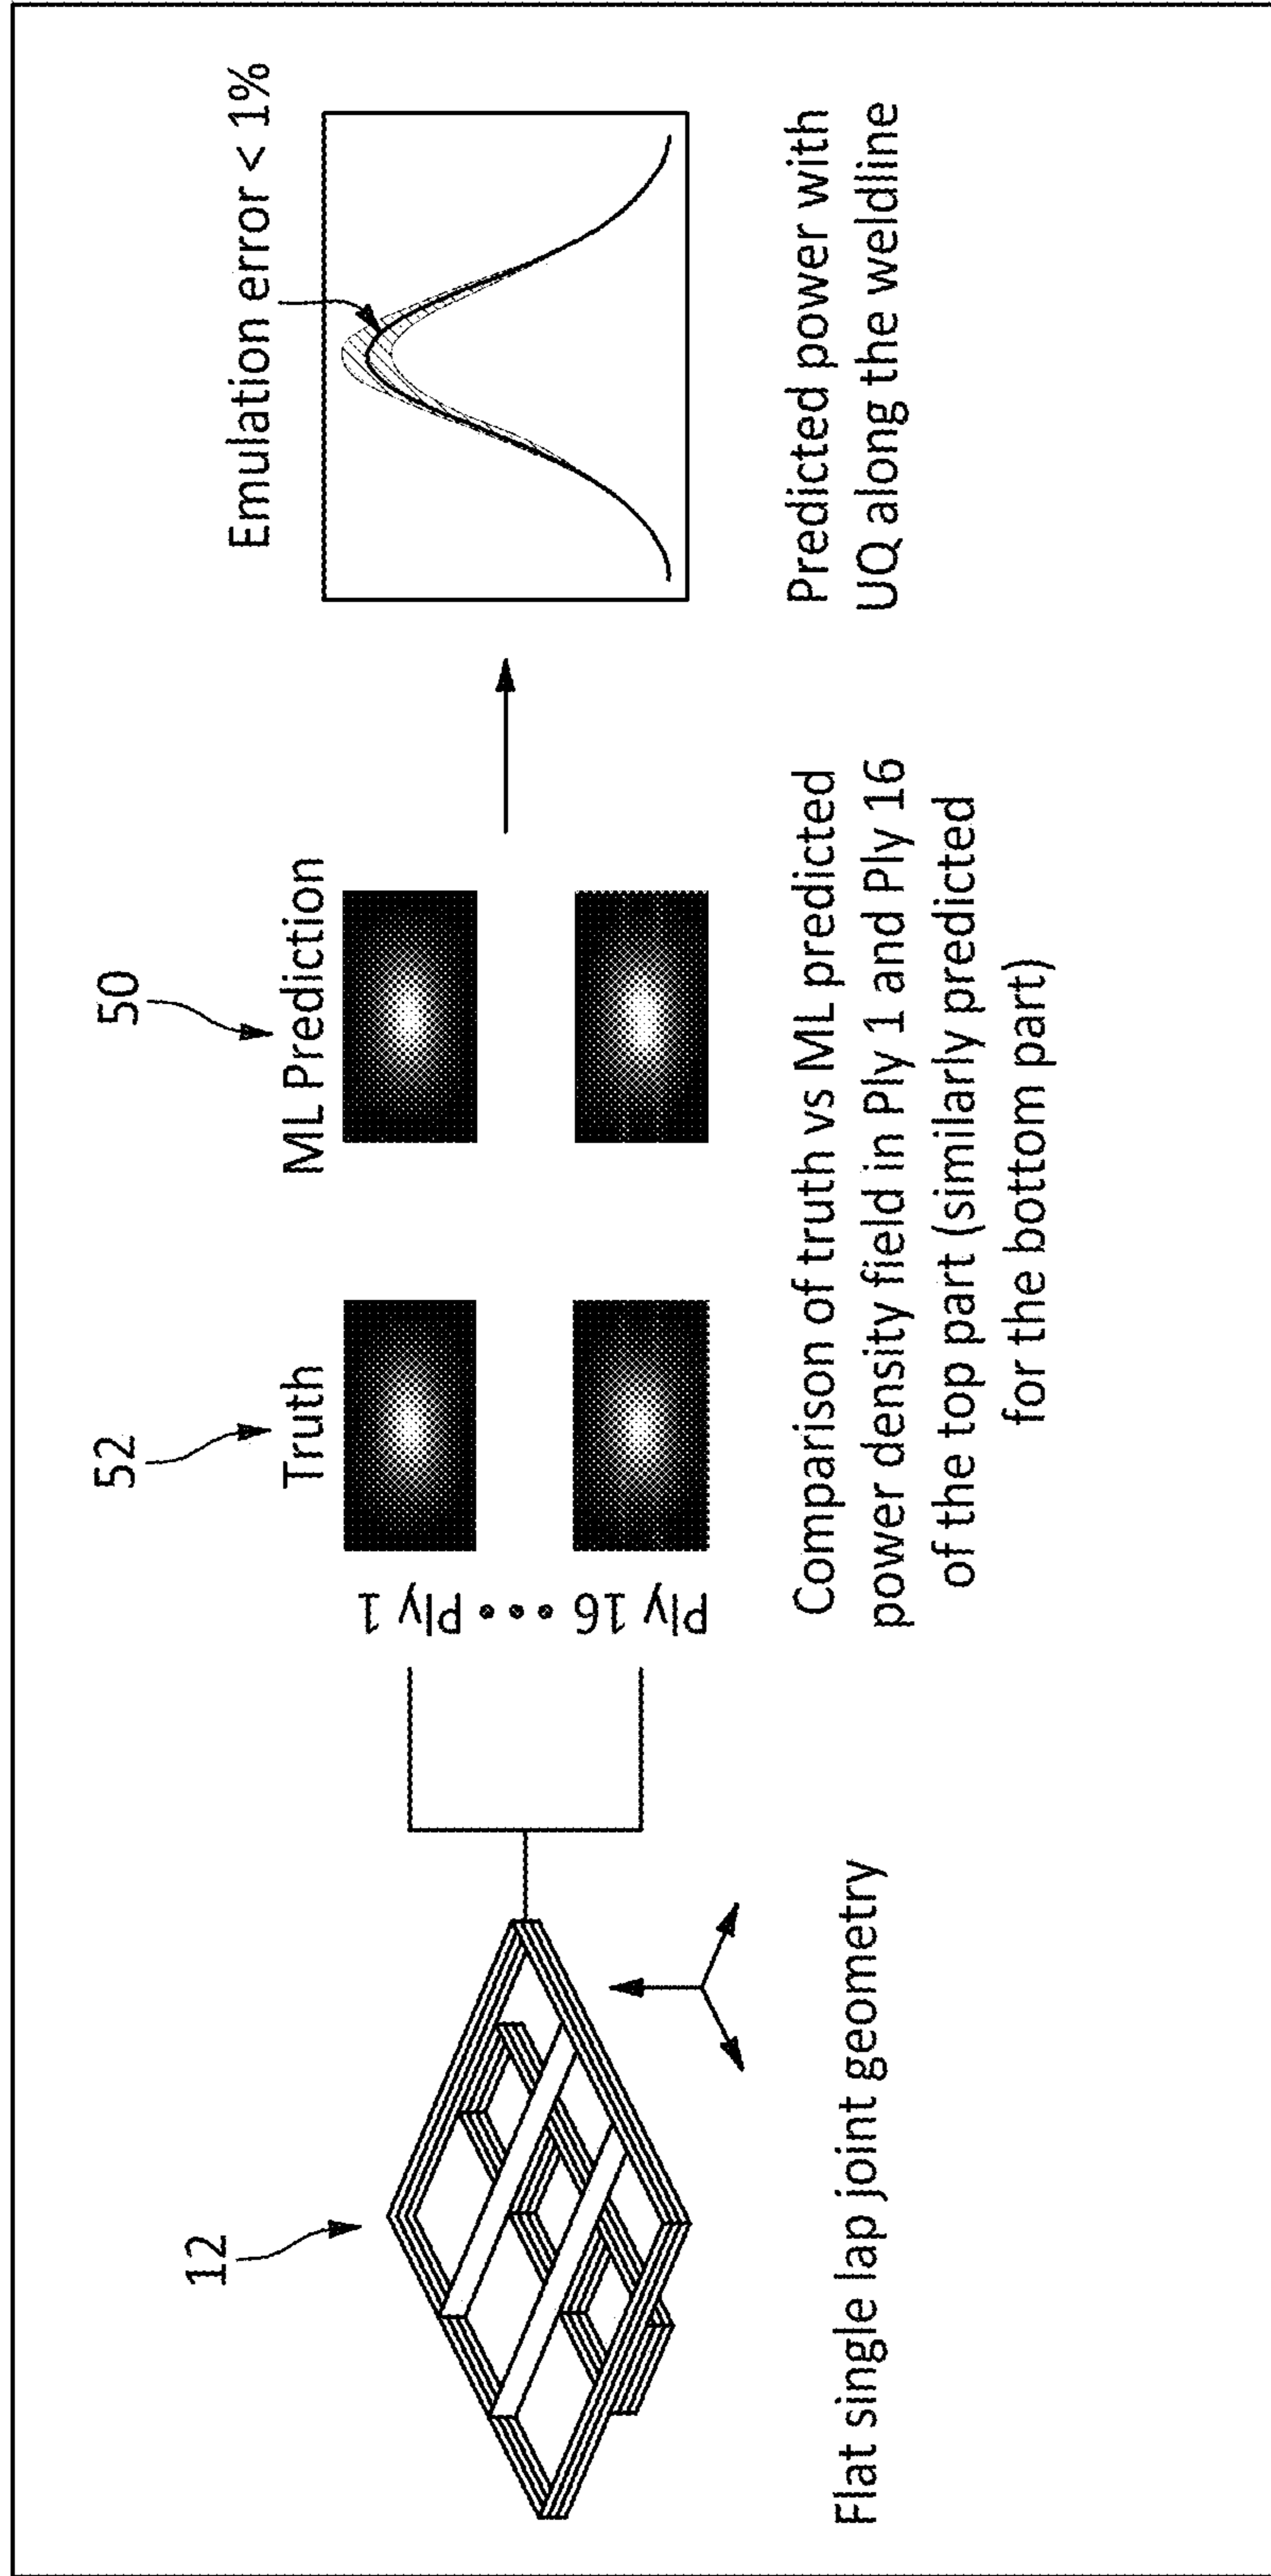 12
Flat single lap joint geometry
52
50
Truth
ML Prediction
Ply 1
Ply 16
Comparison of truth vs ML predicted
power density field in Ply 1 and Ply 16
of the top part (similarly predicted
for the bottom part)
Emulation error < 1%
Predicted power with
UQ along the weldline